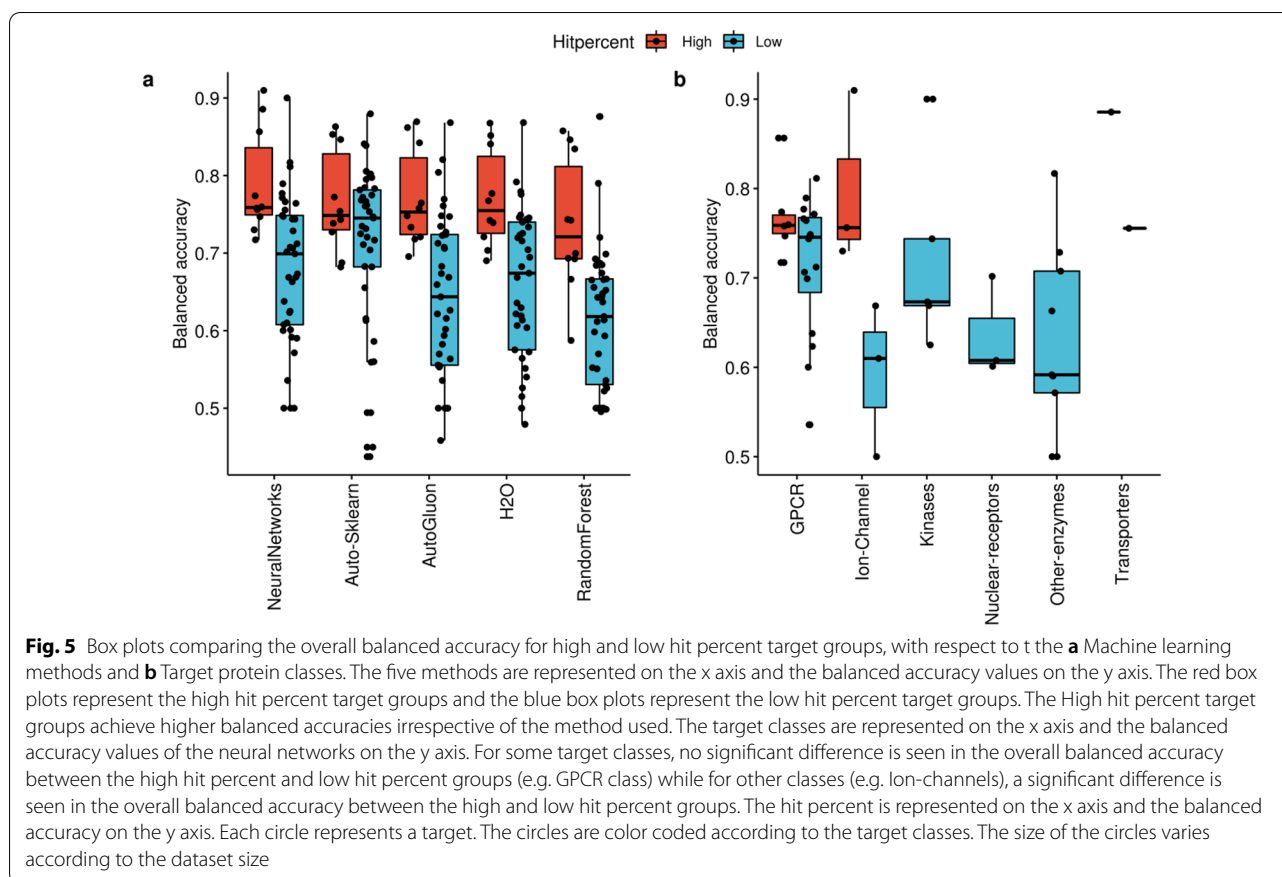 Hitpercent High Low
a
0.9
0.8
0.7
0.6
0.5
Balanced accuracy
NeuralNetworks
Auto-Sklearn
AutoGluon
H2O
RandomForest
b
0.9
0.8
0.7
0.6
0.5
Balanced accuracy
GPCR
Ion-Channel
Kinases
Nuclear-receptors
Other-enzymes
Transporters
Fig. 5 Box plots comparing the overall balanced accuracy for high and low hit percent target groups, with respect to t the a Machine learning
methods and b Target protein classes. The five methods are represented on the x axis and the balanced accuracy values on the y axis. The red box
plots represent the high hit percent target groups and the blue box plots represent the low hit percent target groups. The High hit percent target
groups achieve higher balanced accuracies irrespective of the method used. The target classes are represented on the x axis and the balanced
accuracy values of the neural networks on the y axis. For some target classes, no significant difference is seen in the overall balanced accuracy
between the high hit percent and low hit percent groups (e.g. GPCR class) while for other classes (e.g. Ion-channels), a significant difference is
seen in the overall balanced accuracy between the high and low hit percent groups. The hit percent is represented on the x axis and the balanced
accuracy on the y axis. Each circle represents a target. The circles are color coded according to the target classes. The size of the circles varies
according to the dataset size